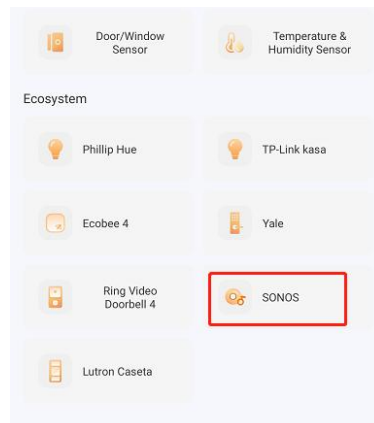 Door/Window
Sensor
Temperature &
Humidity Sensor
Ecosystem
Phillip Hue
TP-Link kasa
Ecobee 4
Yale
Ring Video
Doorbell 4
SONOS
Lutron Caseta